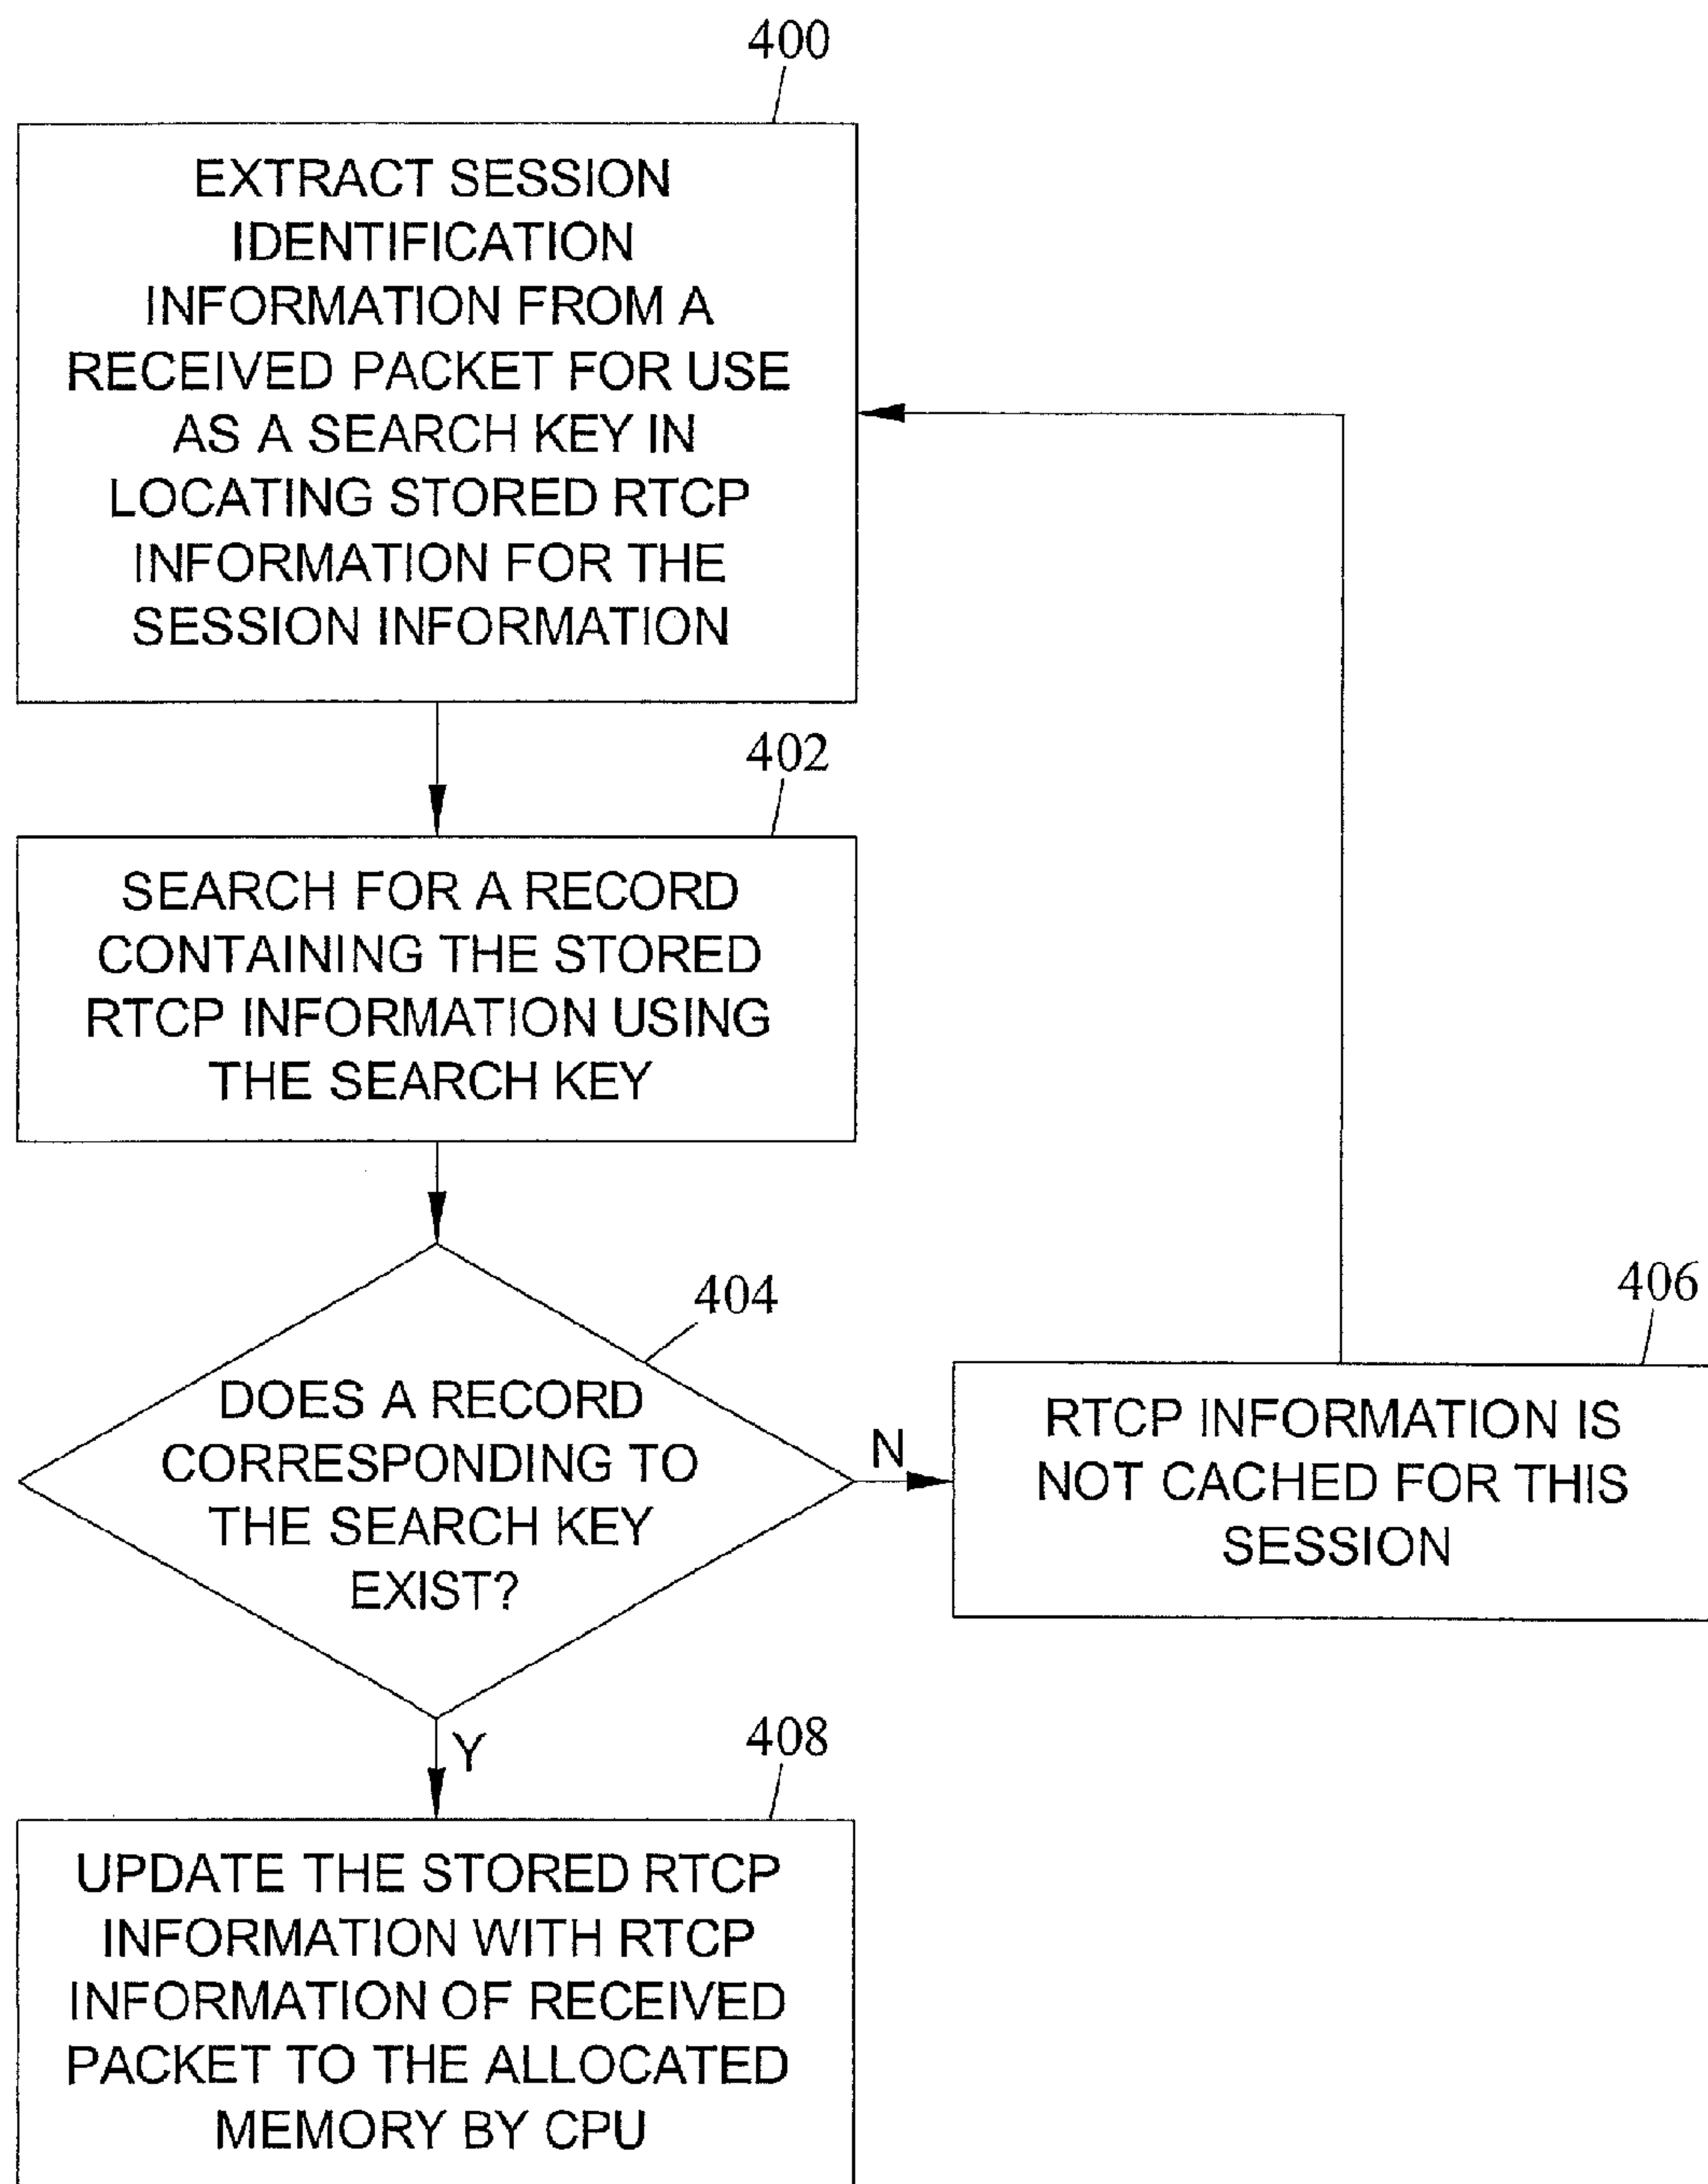 400
EXTRACT SESSION
IDENTIFICATION
INFORMATION FROM A
RECEIVED PACKET FOR USE
AS A SEARCH KEY IN
LOCATING STORED RTCP
INFORMATION FOR THE
SESSION INFORMATION
402
SEARCH FOR A RECORD
CONTAINING THE STORED
RTCP INFORMATION USING
THE SEARCH KEY
404
DOES A RECORD
CORRESPONDING TO
THE SEARCH KEY
EXIST?
N
406
RTCP INFORMATION IS
NOT CACHED FOR THIS
SESSION
Y
408
UPDATE THE STORED RTCP
INFORMATION WITH RTCP
INFORMATION OF RECEIVED
PACKET TO THE ALLOCATED
MEMORY BY CPU